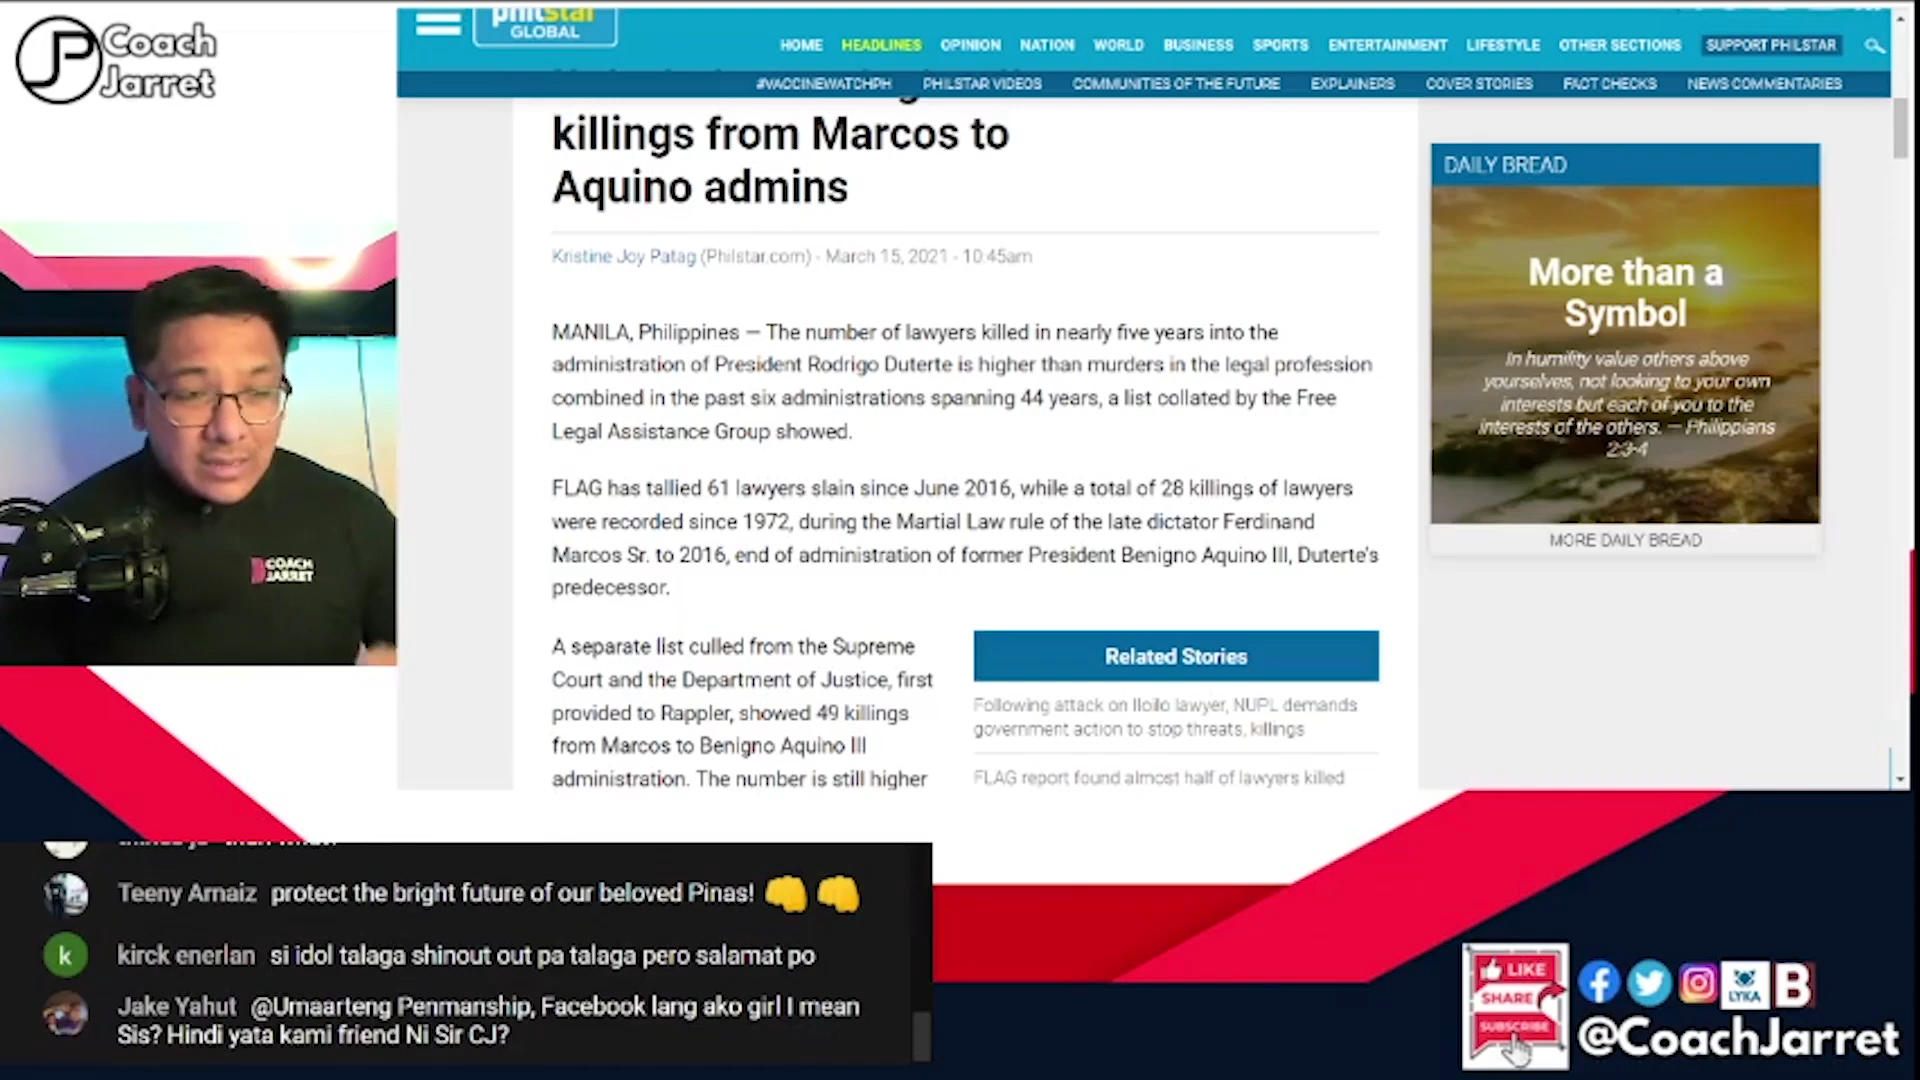 Coach
Jarret
philstar
GLOBAL
HOME HEADLINES OPINION NATION WORLD BUSINESS SPORTS ENTERTAINMENT LIFESTYLE OTHER SECTIONS SUPPORT PHILSTAR
#VACCINEWATCHPH PHILSTAR VIDEOS COMMUNITIES OF THE FUTURE EXPLAINERS COVER STORIES FACT CHECKS NEWS COMMENTARIES
killings from Marcos to
Aquino admins
Kristine Joy Patag (Philstar.com) - March 15, 2021 - 10:45am
MANILA, Philippines — The number of lawyers killed in nearly five years into the
administration of President Rodrigo Duterte is higher than murders in the legal profession
combined in the past six administrations spanning 44 years, a list collated by the Free
Legal Assistance Group showed.
FLAG has tallied 61 lawyers slain since June 2016, while a total of 28 killings of lawyers
were recorded since 1972, during the Martial Law rule of the late dictator Ferdinand
Marcos Sr. to 2016, end of administration of former President Benigno Aquino III, Duterte's
predecessor.
A separate list culled from the Supreme
Court and the Department of Justice, first
provided to Rappler, showed 49 killings
from Marcos to Benigno Aquino III
administration. The number is still higher
Related Stories
Following attack on Iloilo lawyer, NUPL demands
government action to stop threats, killings
FLAG report found almost half of lawyers killed
DAILY BREAD
More than a
Symbol
In humility value others above
yourselves, not looking to your own
interests but each of you to the
interests of the others. — Philippians
2:3-4
MORE DAILY BREAD
COACH
JARRET
Teeny Arnaiz protect the bright future of our beloved Pinas!
k kirck enerlan si idol talaga shinout out pa talaga pero salamat po
Jake Yahut @Umaarteng Penmanship, Facebook lang ako girl I mean
Sis? Hindi yata kami friend Ni Sir CJ?
LIKE
SHARE
SUBSCRIBE
LYKA
B
@CoachJarret